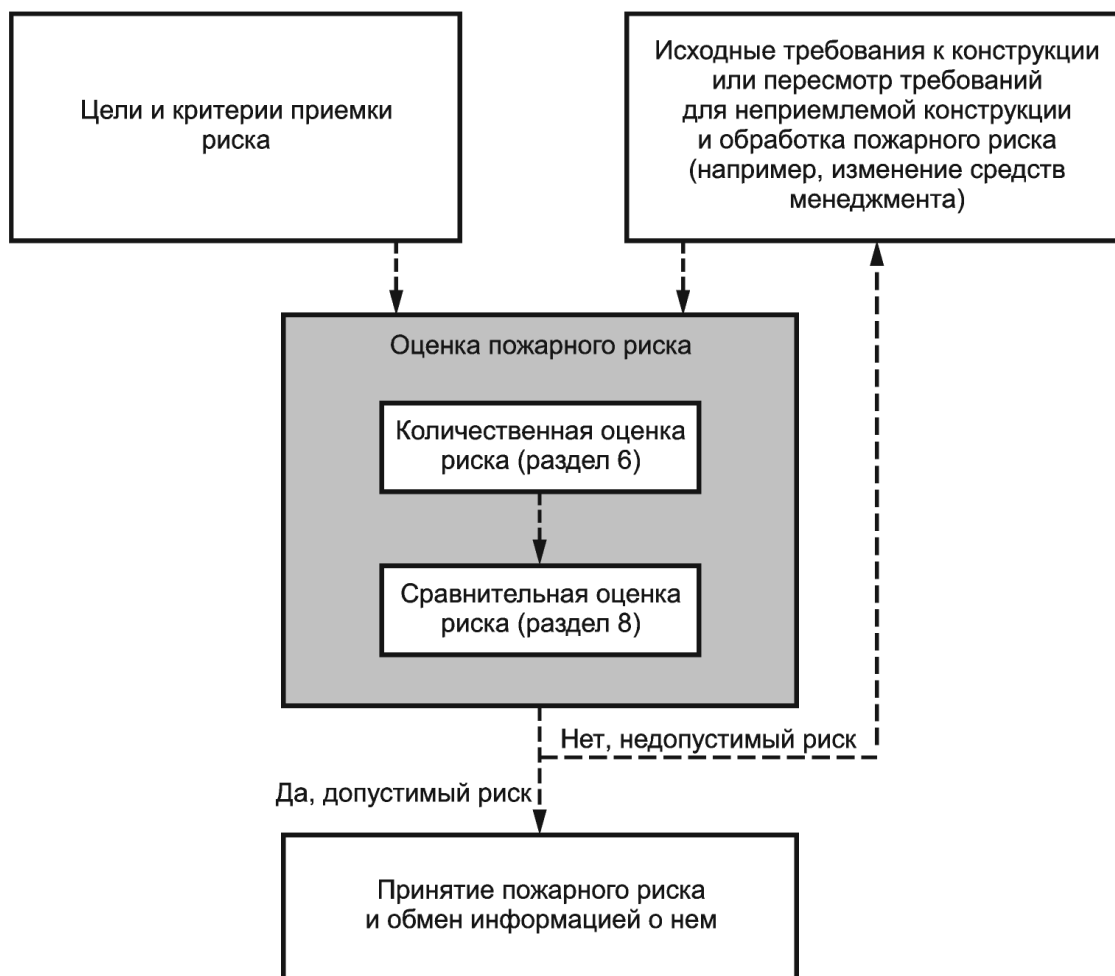 Цели и критерии приемки
риска
Исходные требования к конструкции
или пересмотр требований
для неприемлемой конструкции
и обработка пожарного риска
(например, изменение средств
менеджмента)
Оценка пожарного риска
Количественная оценка
риска (раздел 6)
Сравнительная оценка
риска (раздел 8)
Нет, недопустимый риск
Да, допустимый риск
Принятие пожарного риска
и обмен информацией о нем